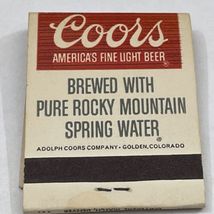 Coors
AMERICA'S FINE LIGHT BEER
BREWED WITH
PURE ROCKY MOUNTAIN
SPRING WATER
ADOLPH COORS COMPANY • GOLDEN, COLORADO